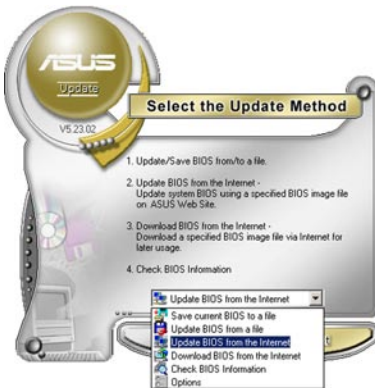 ASUS
Update
V5.23.02
Select the Update Method
1. Update/Save BIOS from/to a file.
2. Update BIOS from the Internet -
Update system BIOS using a specified BIOS image file
on ASUS Web Site.
3. Download BIOS from the Internet -
Download a specified BIOS image file via Internet for
later usage.
4. Check BIOS Information
Update BIOS from the Internet
Save current BIOS to a file
Update BIOS from a file
Update BIOS from the Internet
Download BIOS from the Internet
Check BIOS Information
Options